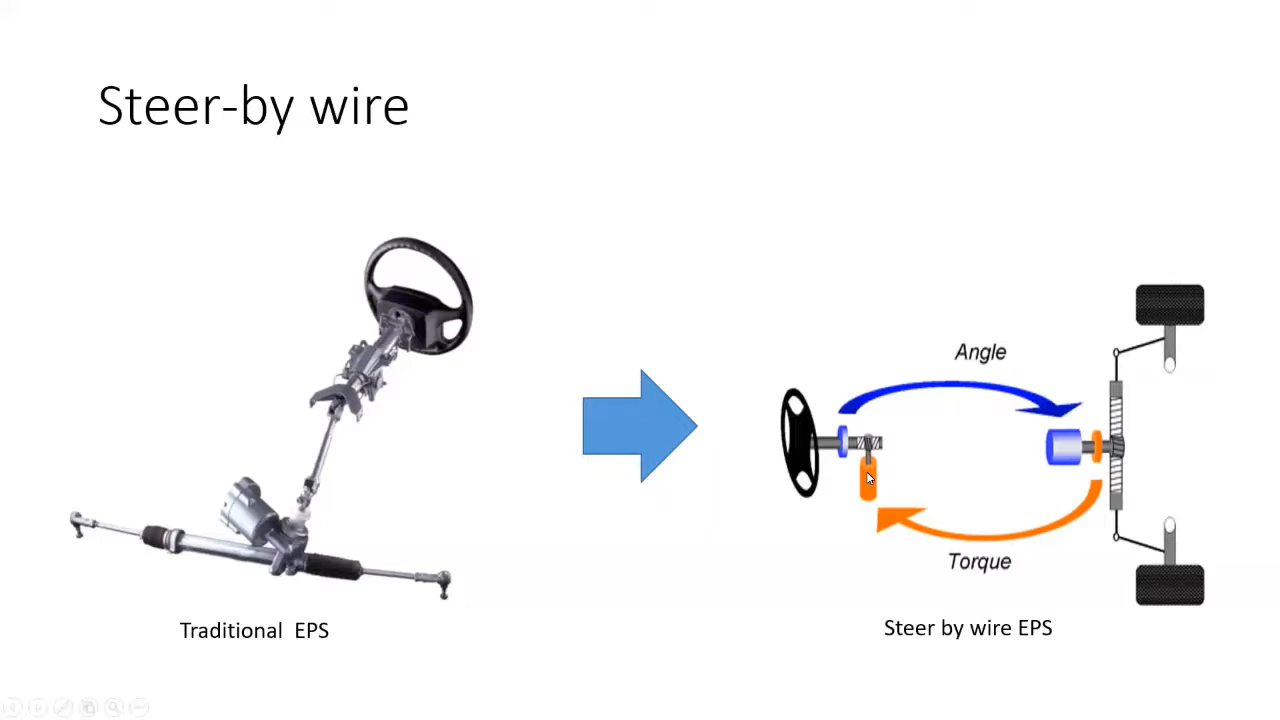 Steer-by wire
Angle
Torque
Traditional  EPS
Steer by wire EPS